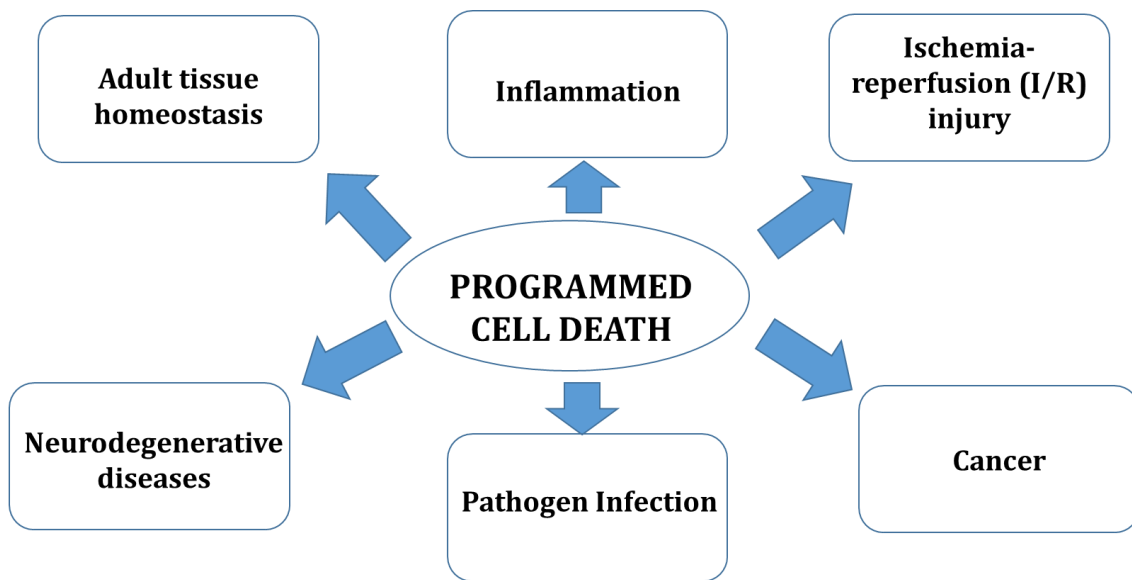 Adult tissue
homeostasis
Inflammation
Ischemia-
reperfusion (I/R)
injury
PROGRAMMED
CELL DEATH
Neurodegenerative
diseases
Pathogen Infection
Cancer